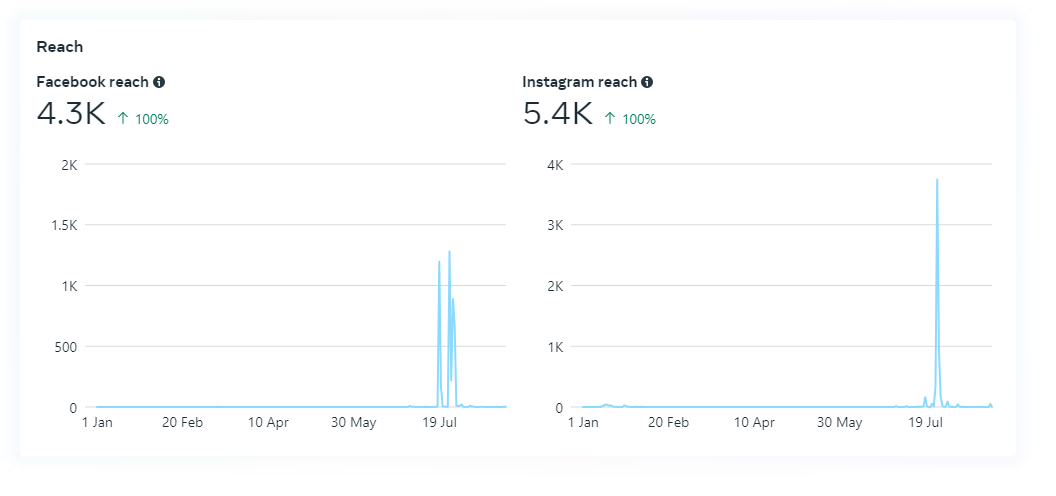 Reach
Facebook reach
4.3K ↑ 100%
2K
1.5K
1K
500
0
1 Jan 20 Feb 10 Apr 30 May 19 Jul
Instagram reach
5.4K ↑ 100%
4K
3K
2K
1K
0
1 Jan 20 Feb 10 Apr 30 May 19 Jul